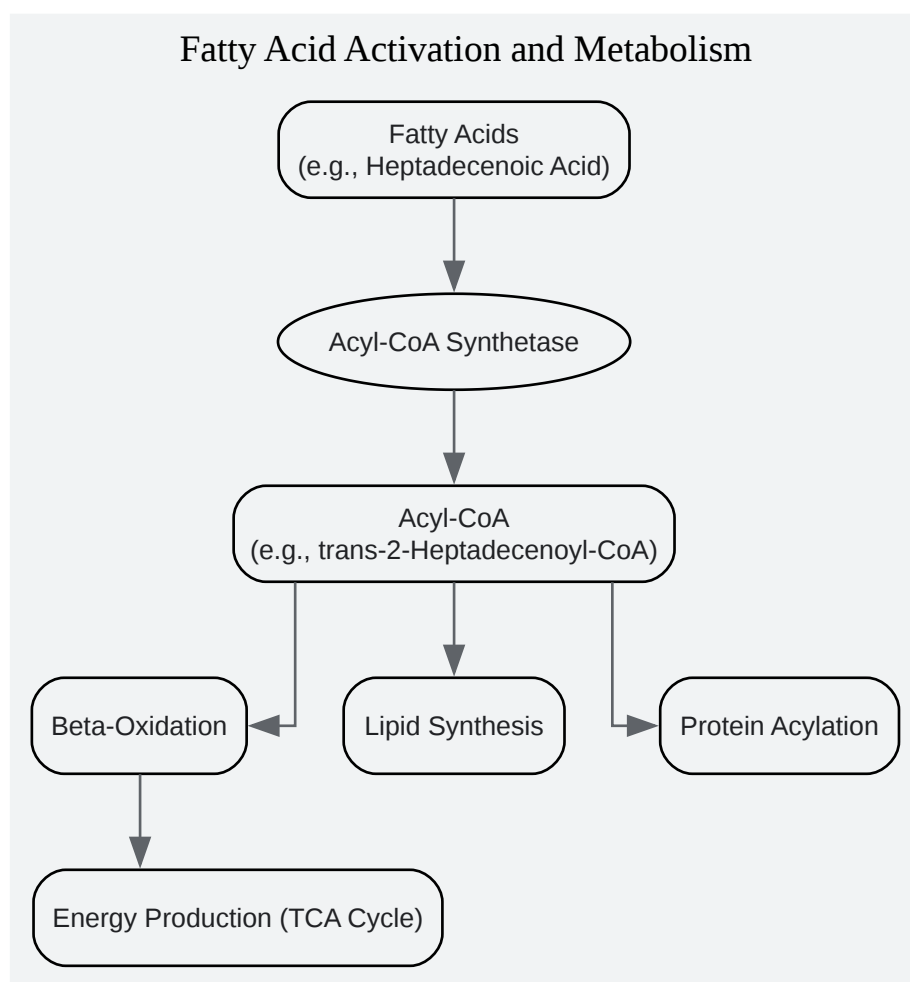 Fatty Acid Activation and Metabolism
Fatty Acids
(e.g., Heptadecenoic Acid)
Acyl-CoA Synthetase
Acyl-CoA
(e.g., trans-2-Heptadecenoyl-CoA)
Beta-Oxidation
Lipid Synthesis
Protein Acylation
Energy Production (TCA Cycle)